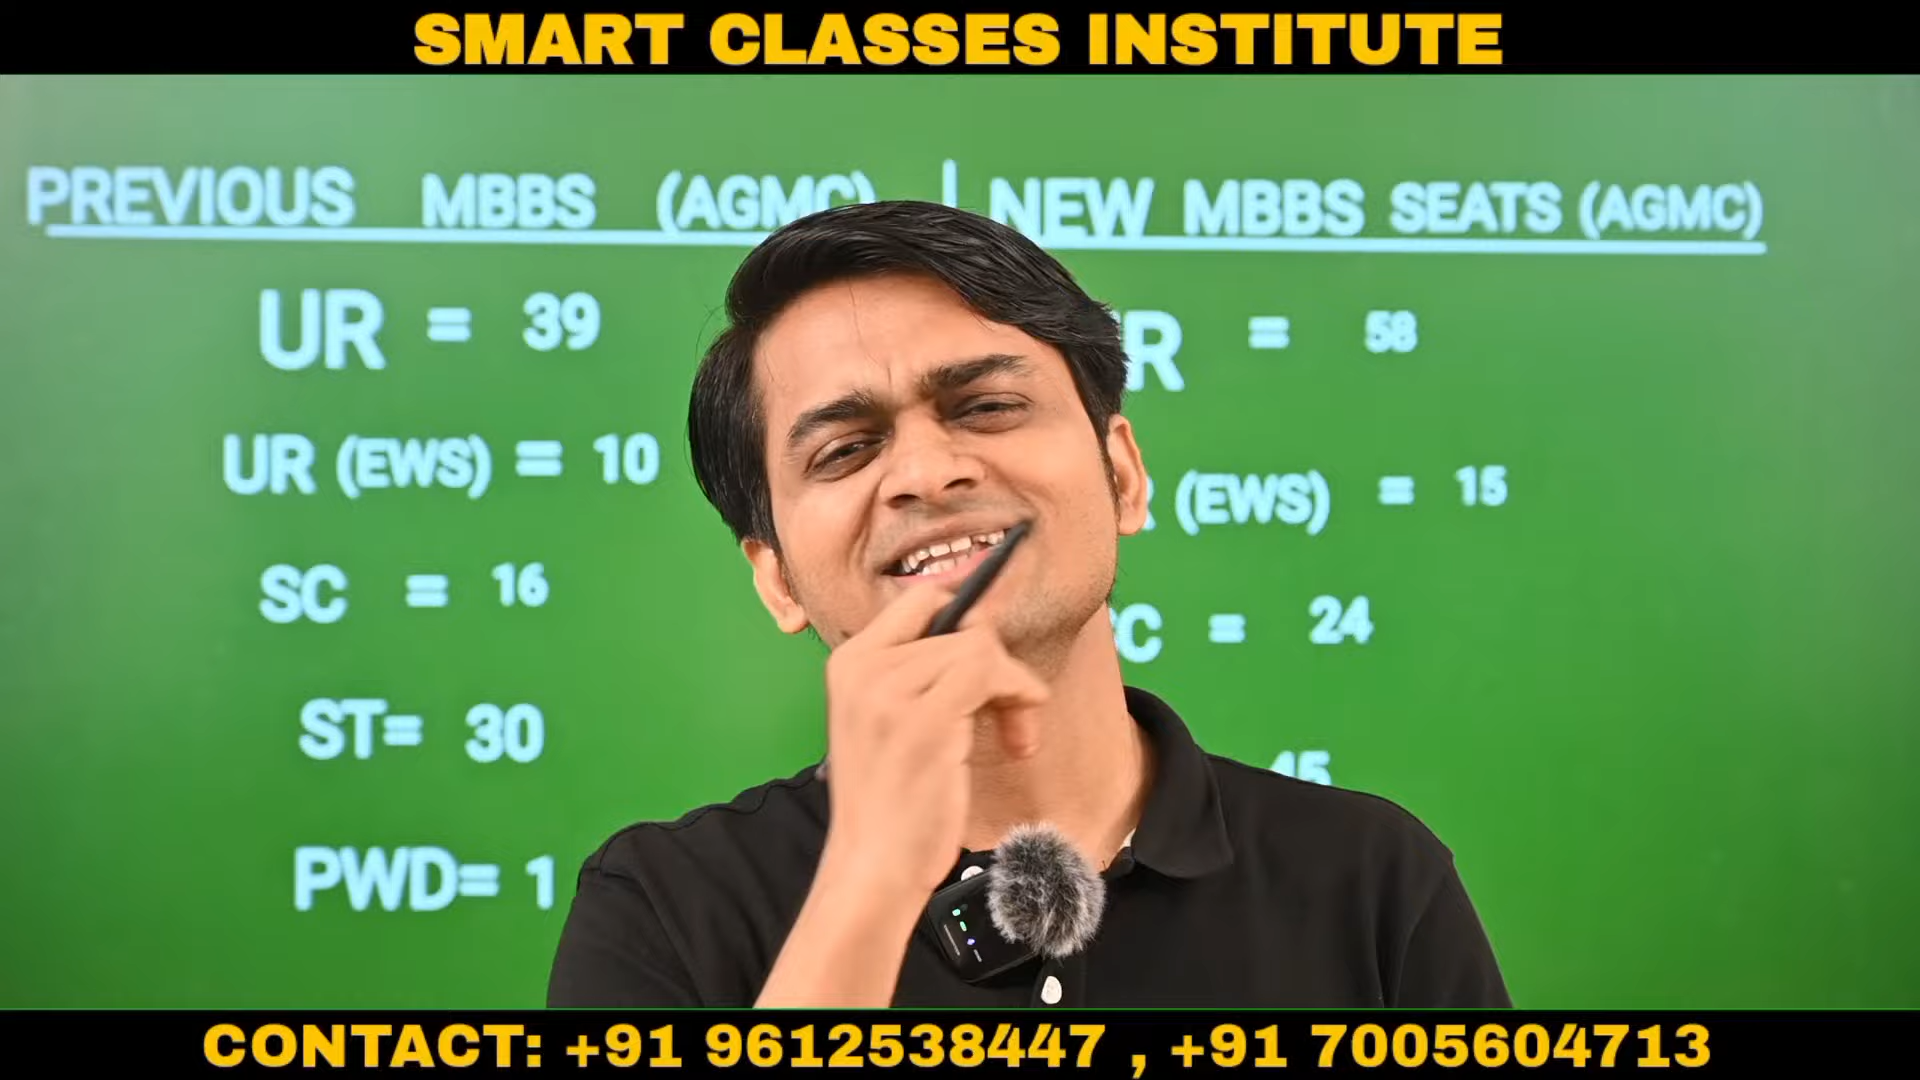 SMART CLASSES INSTITUTE
PREVIOUS MBBS (AGMC) | NEW MBBS SEATS (AGMC)
UR = 39
R = 58
UR (EWS) = 10
(EWS) = 15
SC = 16
C = 24
ST= 30
45
PWD= 1
CONTACT: +91 9612538447 , +91 7005604713